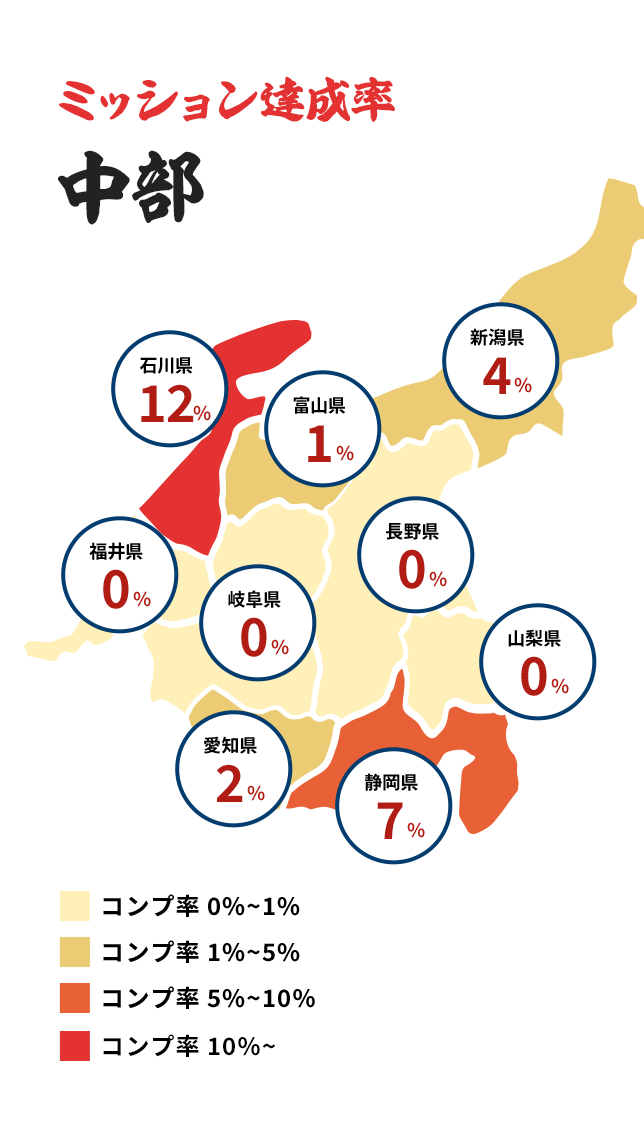 ミッション達成率
中部
新潟県
4%
石川県
12%
富山県
1%
長野県
0%
福井県
0%
岐阜県
0%
山梨県
0%
愛知県
2%
静岡県
7%
コンプ率 0%~1%
コンプ率 1%~5%
コンプ率 5%~10%
コンプ率 10%~